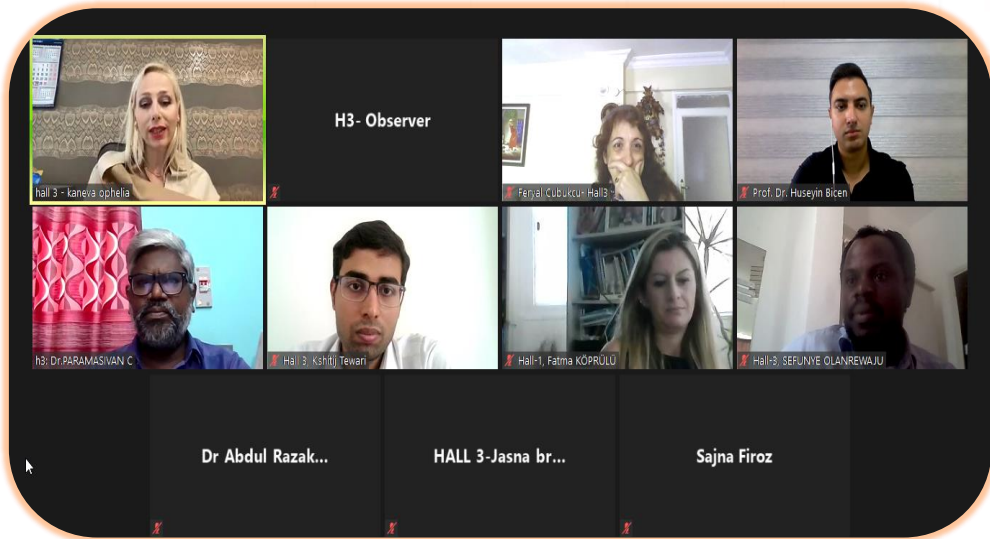 hall 3 - kaneva ophelia
H3- Observer
Feryal Cubukcu- Hall3
Prof. Dr. Huseyin Bicen
h3: Dr.PARAMASIVAN C
Hall 3, Kshitij Tewari
Hall-1, Fatma KÖPRÜLÜ
Hall-3, SEFUNYE OLANREWAJU
Dr Abdul Razak...
HALL 3-Jasna br...
Sajna Firoz